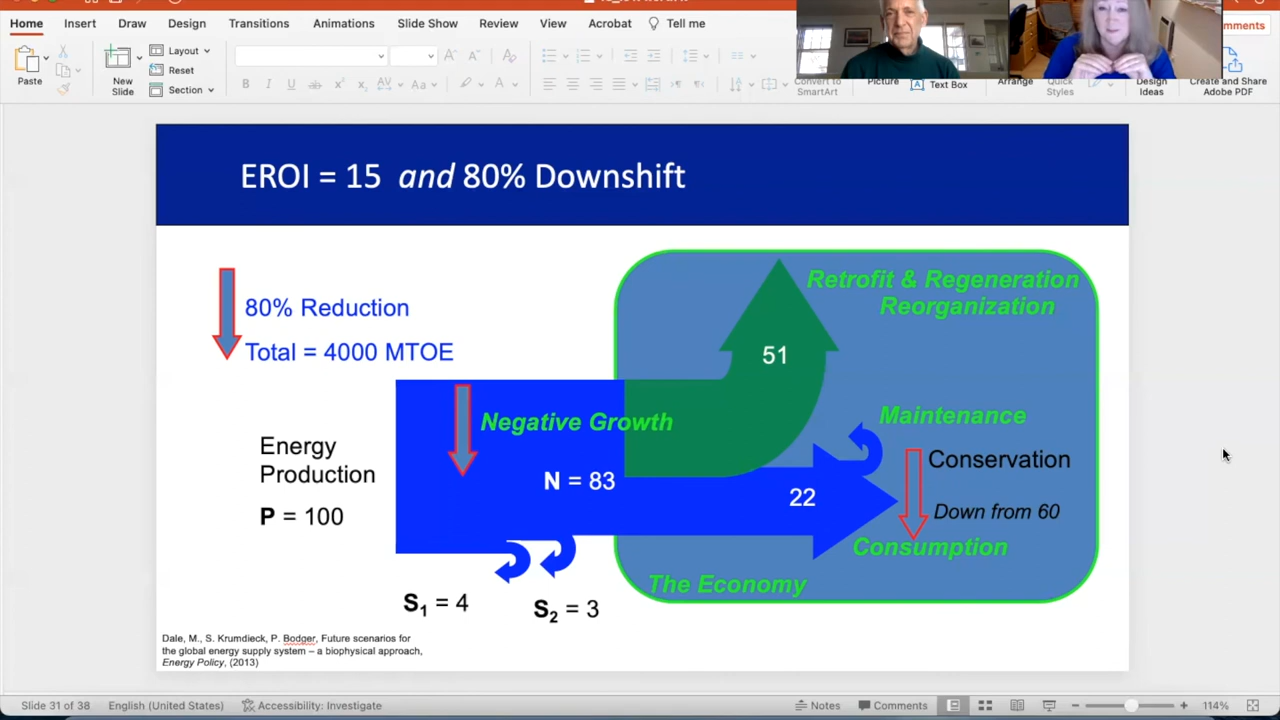 Home Insert Draw Design Transitions Animations Slide Show Review View Acrobat Tell me
Paste
New
Slide
Layout
Reset
Section
Convert to
SmartArt
Picture
Text Box
Arrange
Quick
Styles
Design
Ideas
Create and Share
Adobe PDF
EROI = 15 and 80% Downshift
80% Reduction
Total = 4000 MTOE
Retrofit & Regeneration
Reorganization
51
Negative Growth
Maintenance
Energy
Production
P = 100
N = 83
22
Conservation
Down from 60
Consumption
The Economy
S1 = 4
S2 = 3
Dale, M., S. Krumdieck, P. Bodger, Future scenarios for
the global energy supply system – a biophysical approach,
Energy Policy, (2013)
Slide 31 of 38 English (United States) Accessibility: Investigate Notes Comments 114%